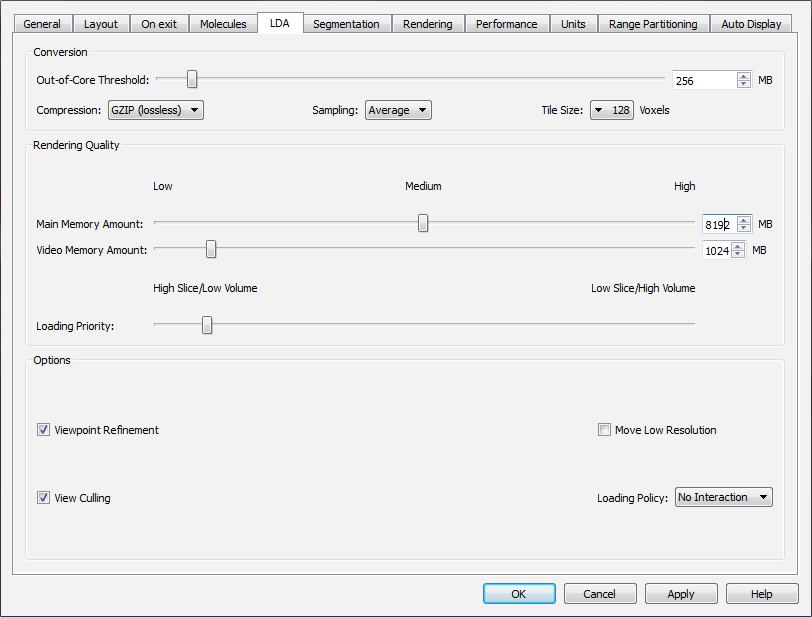 General Layout On exit Molecules LDA Segmentation Rendering Performance Units Range Partitioning Auto Display
Conversion
Out-of-Core Threshold: 256 MB
Compression: GZIP (lossless) Sampling: Average Tile Size: 128 Voxels
Rendering Quality
Low Medium High
Main Memory Amount: 8192 MB
Video Memory Amount: 1024 MB
High Slice/Low Volume Low Slice/High Volume
Loading Priority:
Options
Viewpoint Refinement Move Low Resolution
View Culling Loading Policy: No Interaction
OK Cancel Apply Help